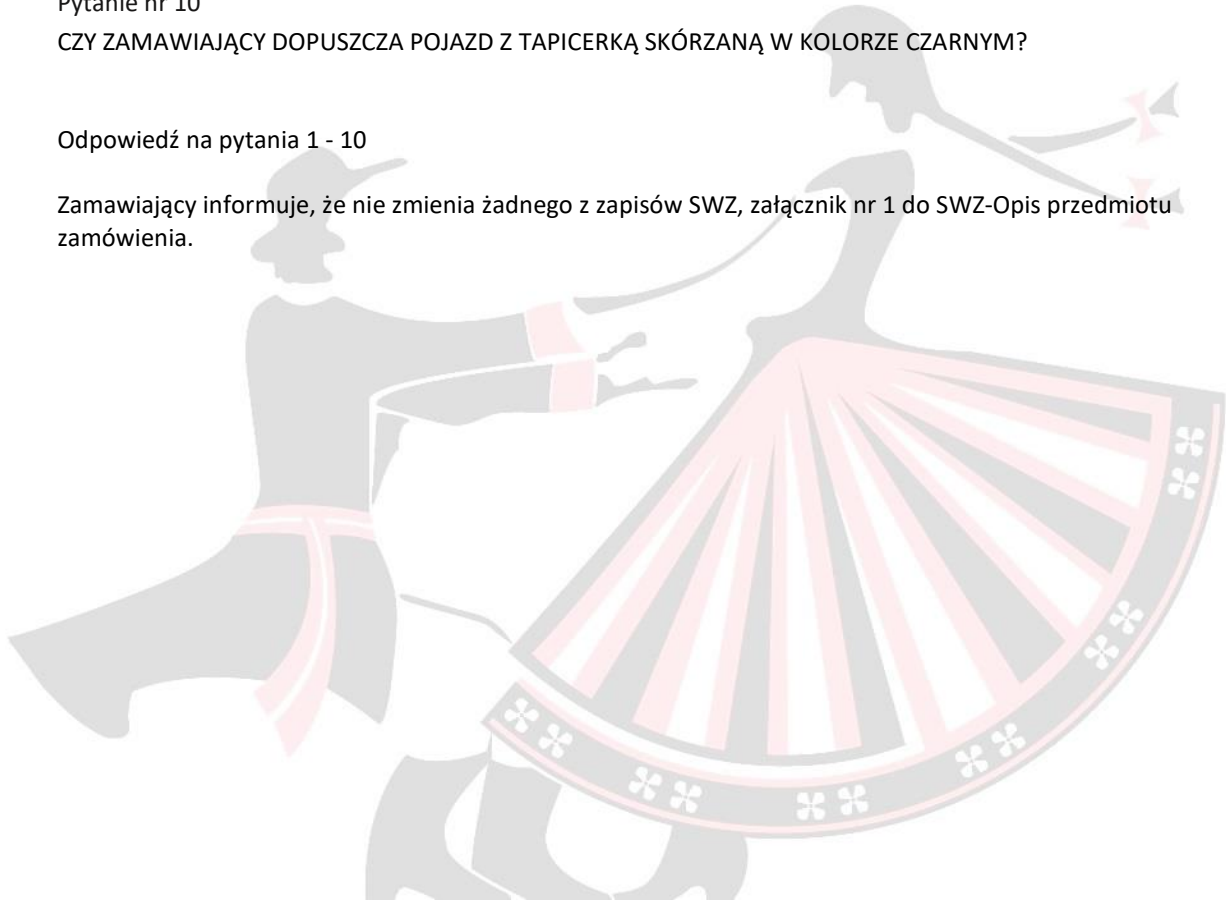 Pytanie nr 10
CZY ZAMAWIAJĄCY DOPUSZCZA POJAZD Z TAPICERKĄ SKÓRZANĄ W KOLORZE CZARNYM?
Odpowiedź na pytania 1 - 10
Zamawiający informuje, że nie zmienia żadnego z zapisów SWZ, załącznik nr 1 do SWZ-Opis przedmiotu
zamówienia.